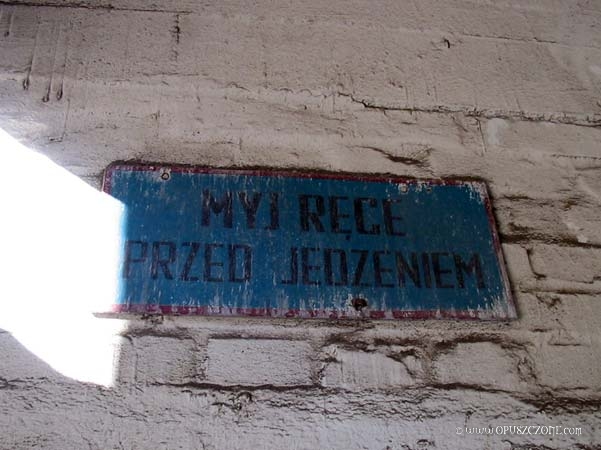 MYJ RĘCE
PRZED JEDZENIEM
© WWW.OPUSZCZONE.COM